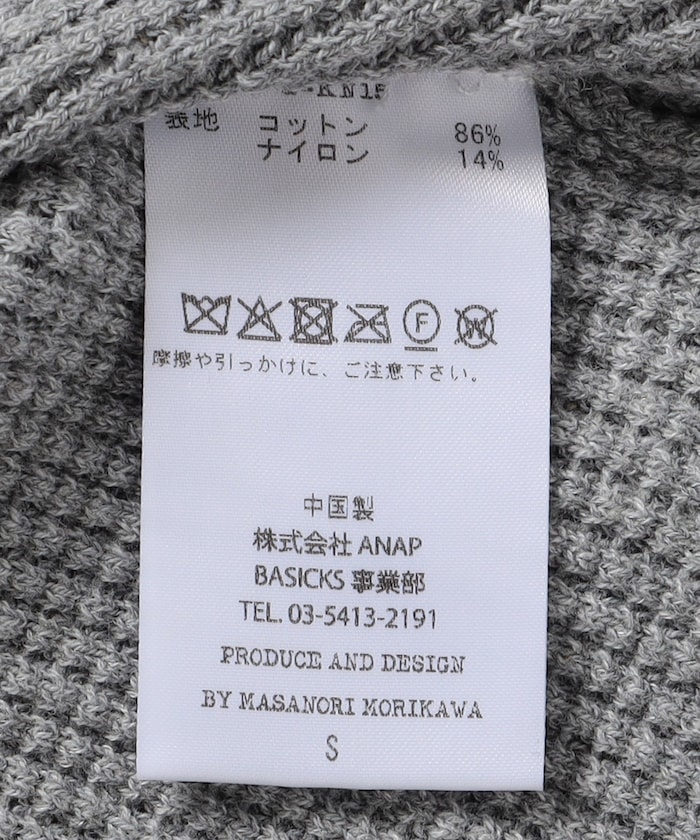 表地 コットン 86%
ナイロン 14%
F W
摩擦や引っかけに、ご注意下さい。
中国製
株式会社 ANAP
BASICKS 事業部
TEL. 03-5413-2191
PRODUCE AND DESIGN
BY MASANORI MORIKAWA
S